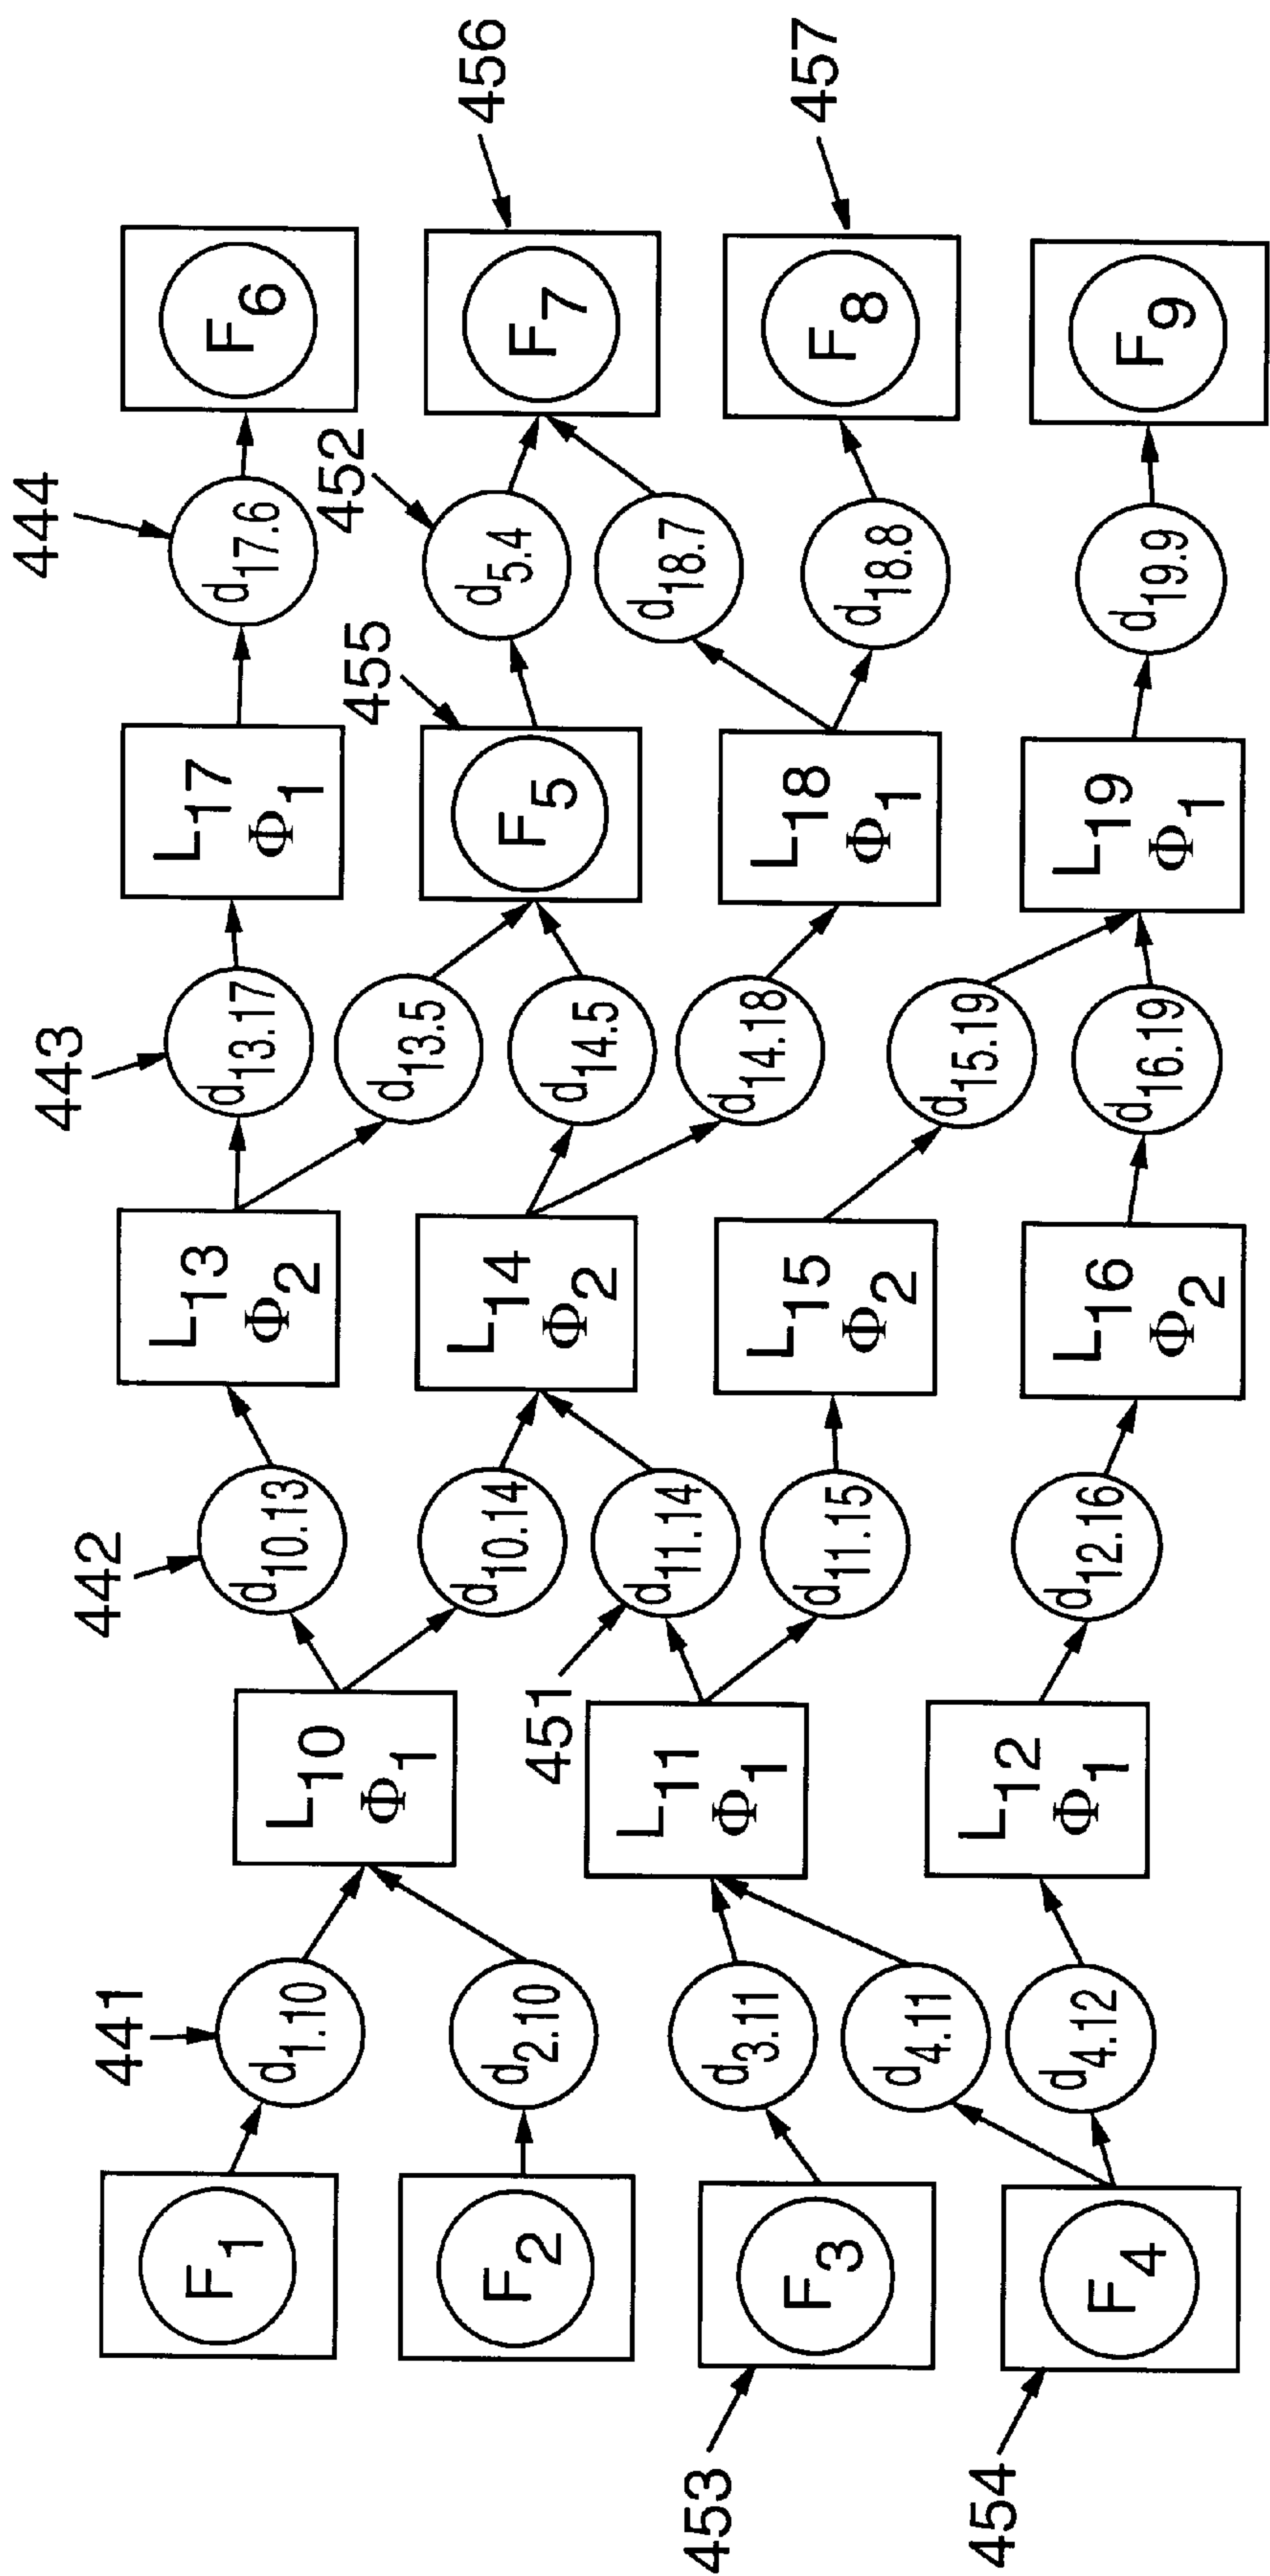 453
454
F1
F2
F3
F4
441
d1.10
d2.10
d3.11
d4.11
d4.12
L10
Φ1
L11
Φ1
L12
Φ1
442
451
d10.13
d10.14
d11.14
d11.15
d12.16
L13
Φ2
L14
Φ2
L15
Φ2
L16
Φ2
443
d13.17
d13.5
d14.5
d14.18
d15.19
d16.19
L17
Φ1
455
F5
L18
Φ1
L19
Φ1
444
452
d17.6
d5.4
d18.7
d18.8
d19.9
F6
F7
F8
F9
456
457